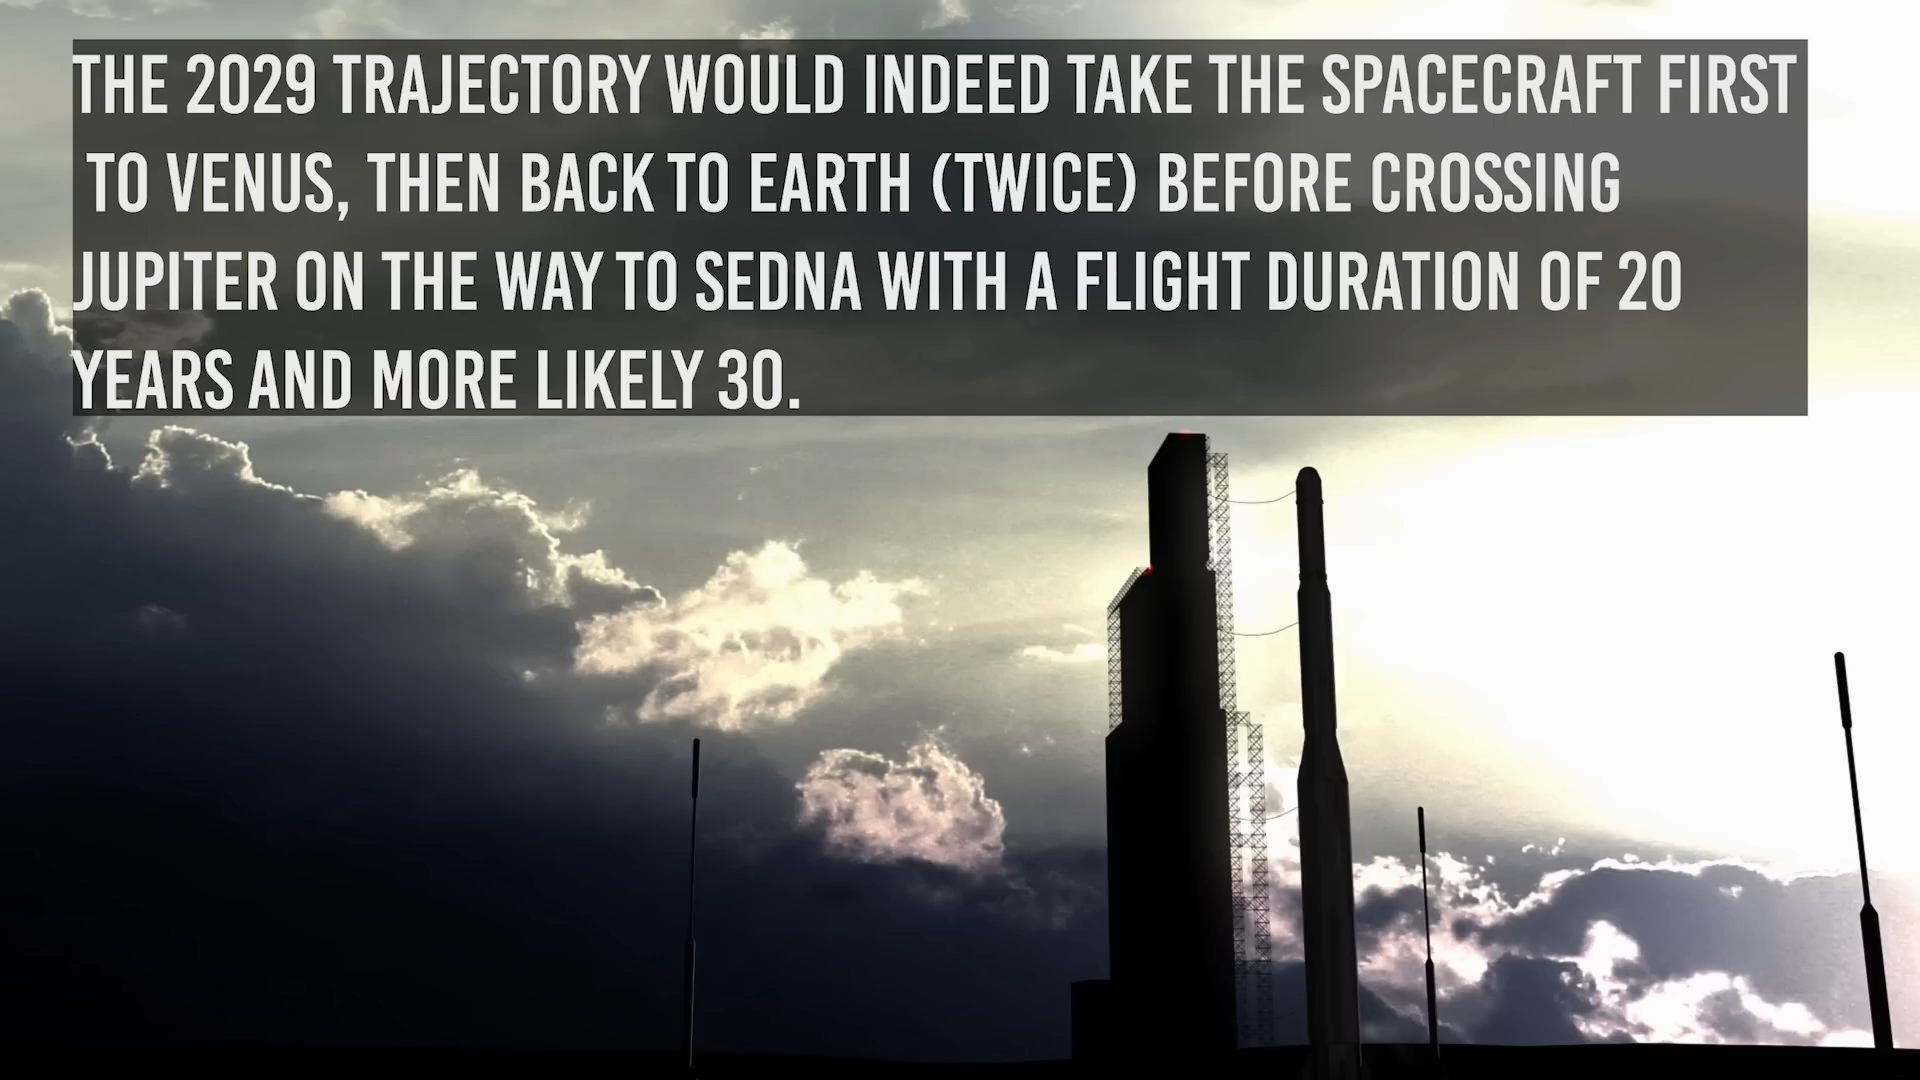 THE 2029 TRAJECTORY WOULD INDEED TAKE THE SPACECRAFT FIRST
TO VENUS, THEN BACK TO EARTH (TWICE) BEFORE CROSSING
JUPITER ON THE WAY TO SEDNA WITH A FLIGHT DURATION OF 20
YEARS AND MORE LIKELY 30.